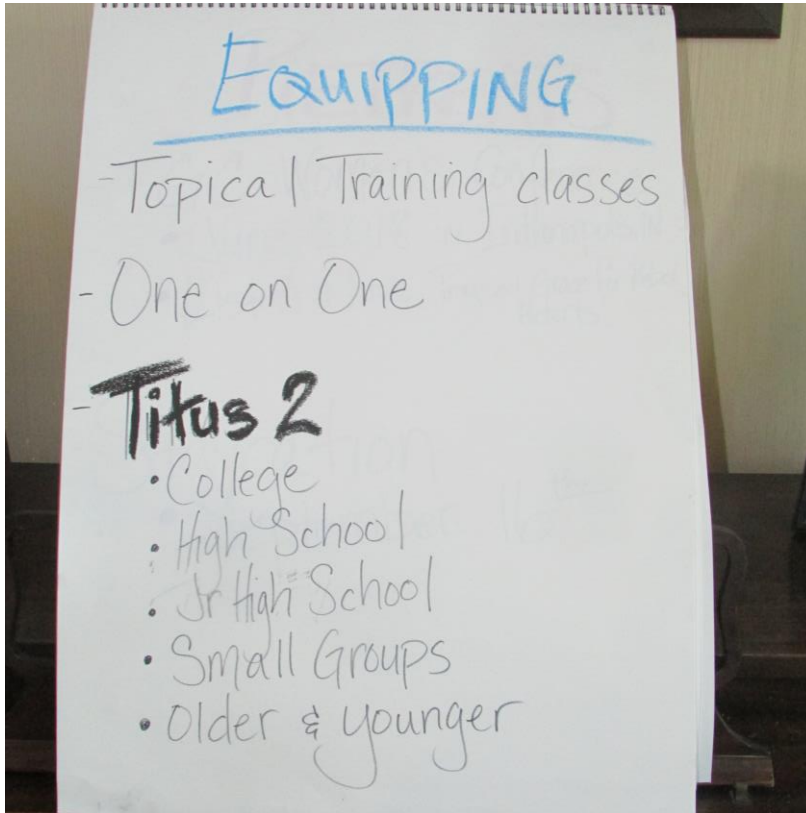 EQUIPPING
- Topical Training classes
- One on One
- Titus 2
• College
• High School
• Jr High School
• Small Groups
• Older & younger